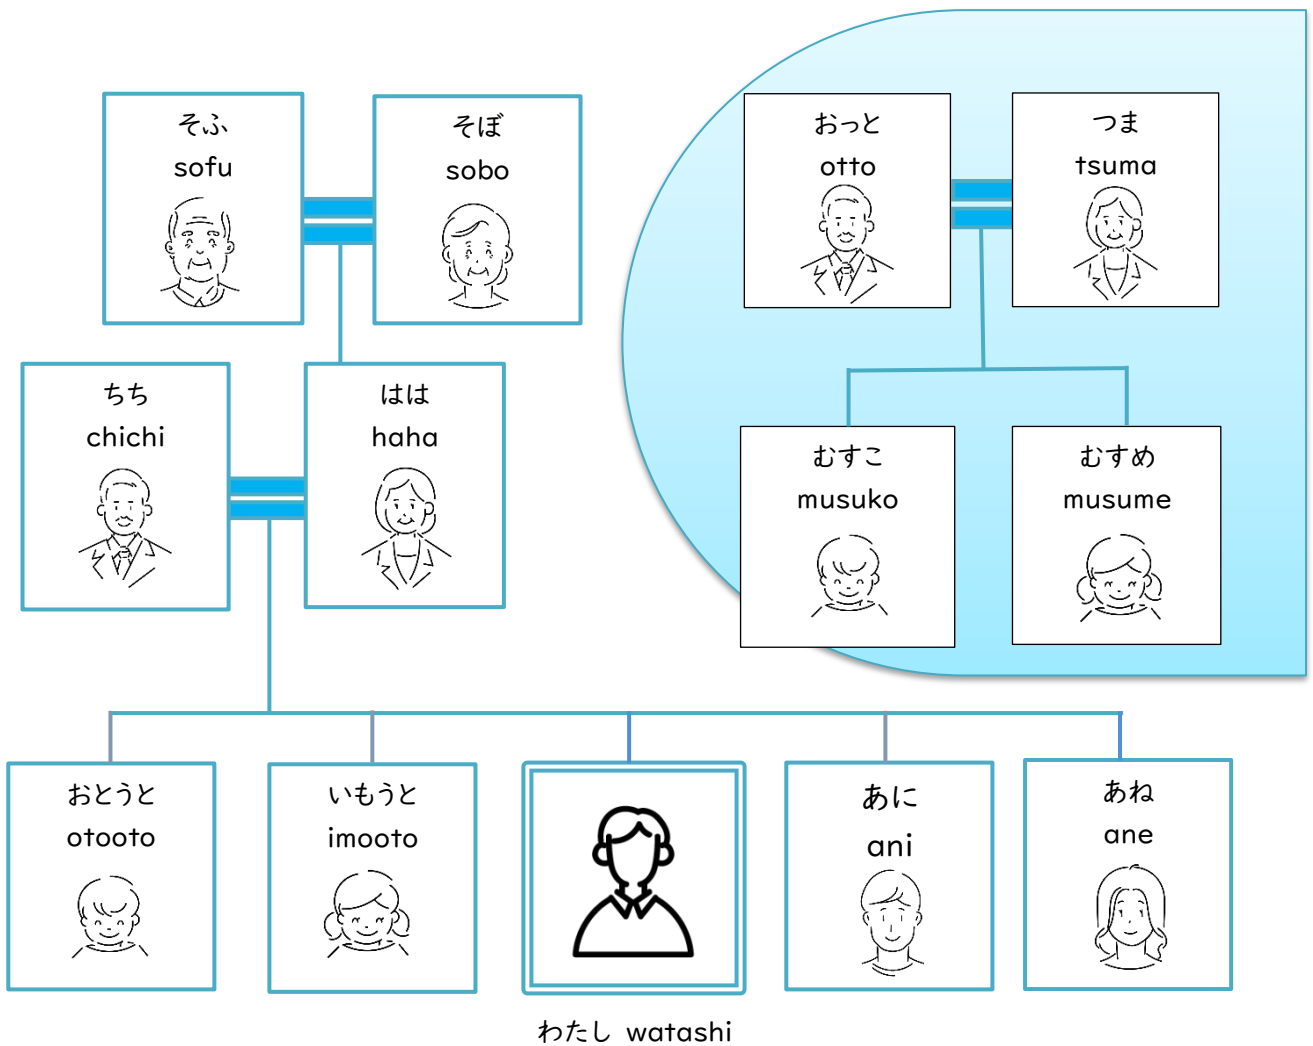 そふ
sofu
そぼ
sobo
おっと
otto
つま
tsuma
ちち
chichi
はは
haha
むすこ
musuko
むすめ
musume
おとうと
otooto
いもうと
imooto
あに
ani
あね
ane
わたし watashi